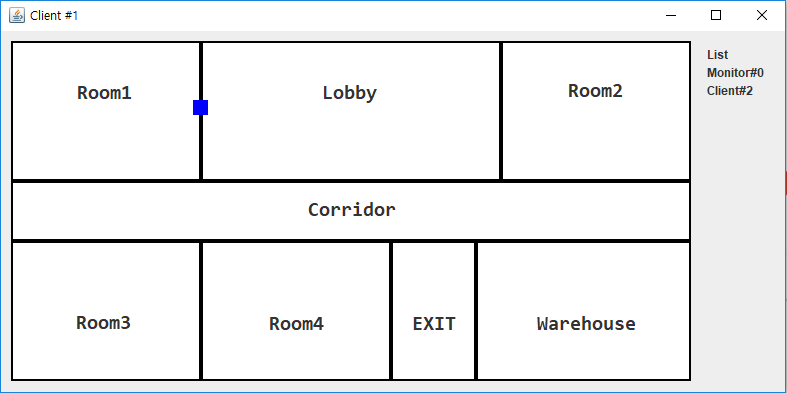 Client #1
List
Monitor#0
Client#2
Room1
Lobby
Room2
Corridor
Room3
Room4
EXIT
Warehouse